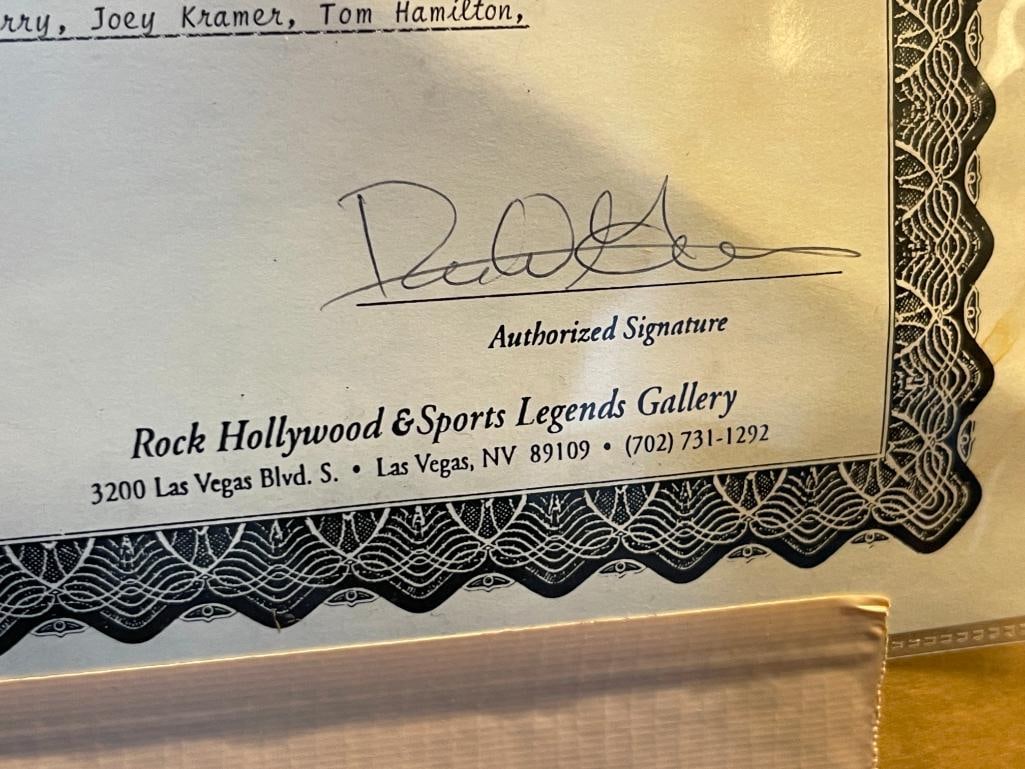 rry, Joey Kramer, Tom Hamilton,
Authorized Signature
Rock Hollywood & Sports Legends Gallery
3200 Las Vegas Blvd. S. • Las Vegas, NV 89109 • (702) 731-1292